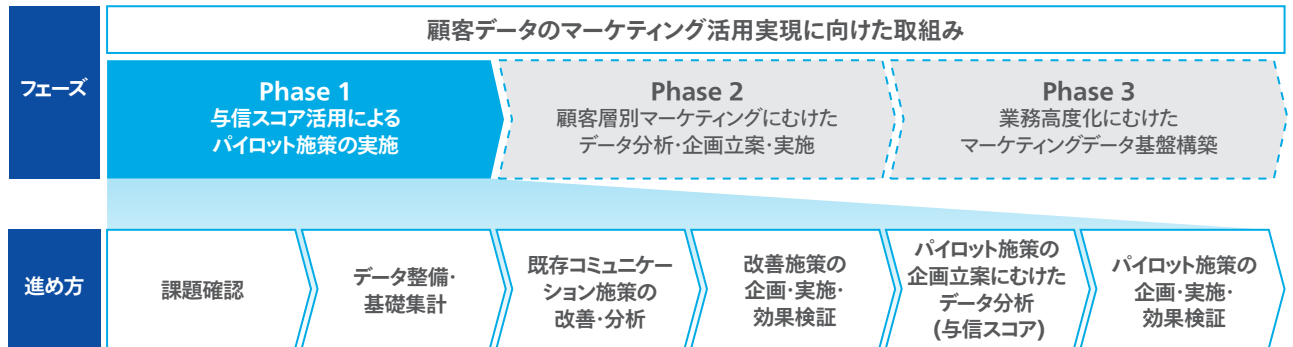 顧客データのマーケティング活用実現に向けた取組み
フェーズ
Phase 1
与信スコア活用による
パイロット施策の実施
Phase 2
顧客層別マーケティングにむけた
データ分析･企画立案･実施
Phase 3
業務高度化にむけた
マーケティングデータ基盤構築
進め方
課題確認
データ整備･
基礎集計
既存コミュニケー
ション施策の
改善･分析
改善施策の
企画･実施･
効果検証
パイロット施策の
企画立案にむけた
データ分析
(与信スコア)
パイロット施策の
企画･実施･
効果検証